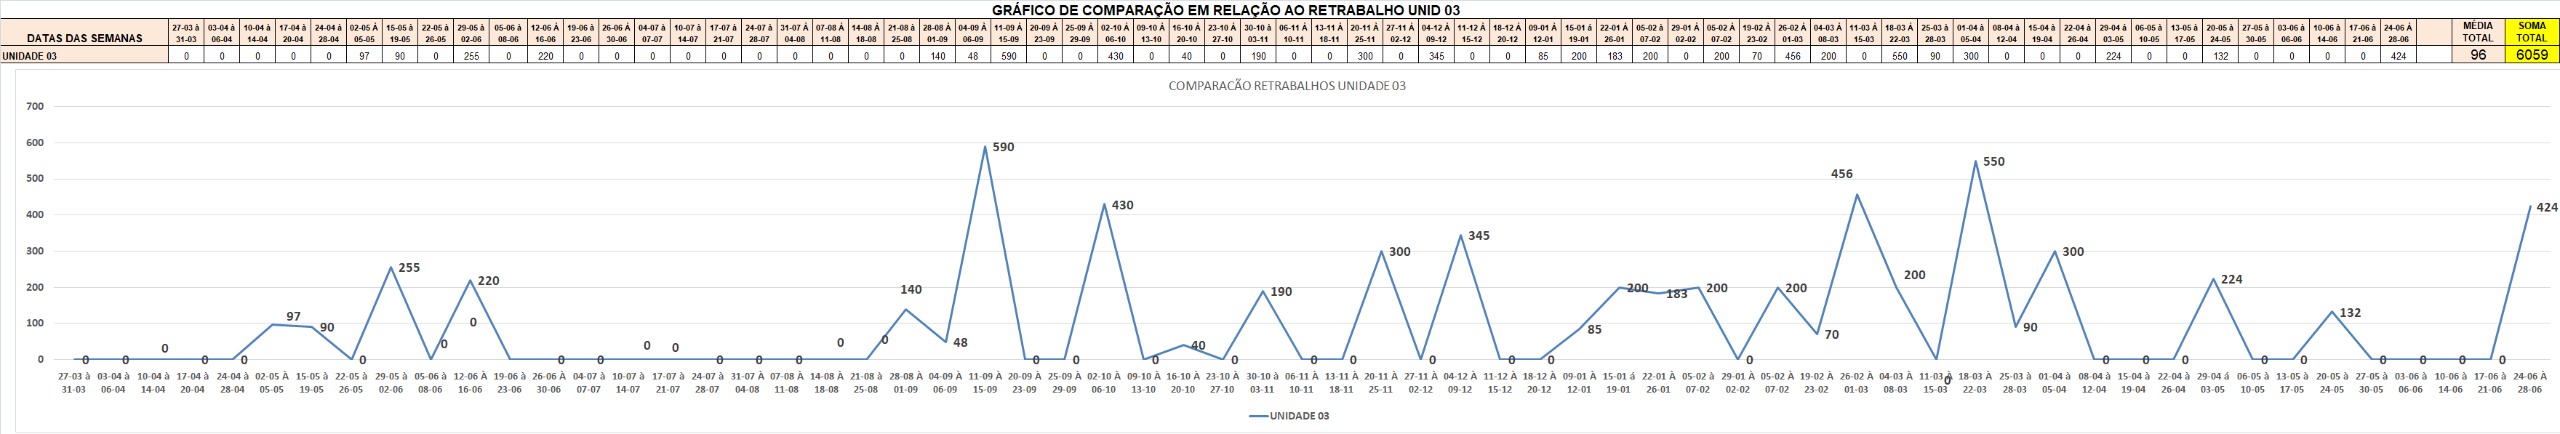 GRÁFICO DE COMPARAÇÃO EM RELAÇÃO AO RETRABALHO UNID 03
DATAS DAS SEMANAS 27-03 à 31-03 03-04 à 06-04 10-04 à 14-04 17-04 à 20-04 24-04 à 28-04 02-05 À 05-05 15-05 à 19-05 22-05 à 26-05 29-05 à 02-06 05-06 à 08-06 12-06 À 16-06 19-06 à 23-06 26-06 À 30-06 04-07 à 07-07 10-07 à 14-07 17-07 à 21-07 24-07 à 28-07 31-07 À 04-08 07-08 À 11-08 14-08 À 18-08 21-08 à 25-08 28-08 À 01-09 04-09 À 06-09 11-09 À 15-09 20-09 À 23-09 25-09 À 29-09 02-10 À 06-10 09-10 À 13-10 16-10 À 20-10 23-10 À 27-10 30-10 à 03-11 06-11 À 10-11 13-11 À 18-11 20-11 À 25-11 27-11 À 02-12 04-12 À 09-12 11-12 À 15-12 18-12 À 20-12 09-01 À 12-01 15-01 á 19-01 22-01 À 26-01 05-02 à 07-02 29-01 À 02-02 05-02 À 07-02 19-02 À 23-02 26-02 À 01-03 04-03 À 08-03 11-03 À 15-03 18-03 À 22-03 25-03 à 28-03 01-04 à 05-04 08-04 à 12-04 15-04 à 19-04 22-04 à 26-04 29-04 á 03-05 06-05 à 10-05 13-05 à 17-05 20-05 à 24-05 27-05 à 30-05 03-06 à 06-06 10-06 à 14-06 17-06 à 21-06 24-06 À 28-06 MÉDIA TOTAL SOMA TOTAL
UNIDADE 03 0 0 0 0 0 97 90 0 255 0 220 0 0 0 0 0 0 0 0 0 0 140 48 590 0 0 430 0 40 0 190 0 0 300 0 345 0 0 85 200 183 200 0 200 70 456 200 0 550 90 300 0 0 0 224 0 0 132 0 0 0 0 424 96 6059
COMPARACÃO RETRABALHOS UNIDADE 03
700
600
500
400
300
200
100
0
0 0 0 0 0 97 90 0 255 0 220 0 0 0 0 0 0 0 0 0 0 140 48 590 0 0 430 0 40 0 190 0 0 300 0 345 0 0 85 200 183 200 0 200 70 456 200 0 550 90 300 0 0 0 224 0 0 132 0 0 0 0 424
27-03 à 03-04 à 10-04 à 17-04 à 24-04 à 02-05 À 15-05 à 22-05 à 29-05 à 05-06 à 12-06 À 19-06 à 26-06 À 04-07 à 10-07 à 17-07 à 24-07 à 31-07 À 07-08 À 14-08 À 21-08 à 28-08 À 04-09 À 11-09 À 20-09 À 25-09 À 02-10 À 09-10 À 16-10 À 23-10 À 30-10 à 06-11 À 13-11 À 20-11 À 27-11 À 04-12 À 11-12 À 18-12 À 09-01 À 15-01 á 22-01 À 05-02 à 29-01 À 05-02 À 19-02 À 26-02 À 04-03 À 11-03 À 18-03 À 25-03 à 01-04 à 08-04 à 15-04 à 22-04 à 29-04 á 06-05 à 13-05 à 20-05 à 27-05 à 03-06 à 10-06 à 17-06 à 24-06 À
31-03 06-04 14-04 20-04 28-04 05-05 19-05 26-05 02-06 08-06 16-06 23-06 30-06 07-07 14-07 21-07 28-07 04-08 11-08 18-08 25-08 01-09 06-09 15-09 23-09 29-09 06-10 13-10 20-10 27-10 03-11 10-11 18-11 25-11 02-12 09-12 15-12 20-12 12-01 19-01 26-01 07-02 02-02 07-02 23-02 01-03 08-03 15-03 22-03 28-03 05-04 12-04 19-04 26-04 03-05 10-05 17-05 24-05 30-05 06-06 14-06 21-06 28-06
UNIDADE 03